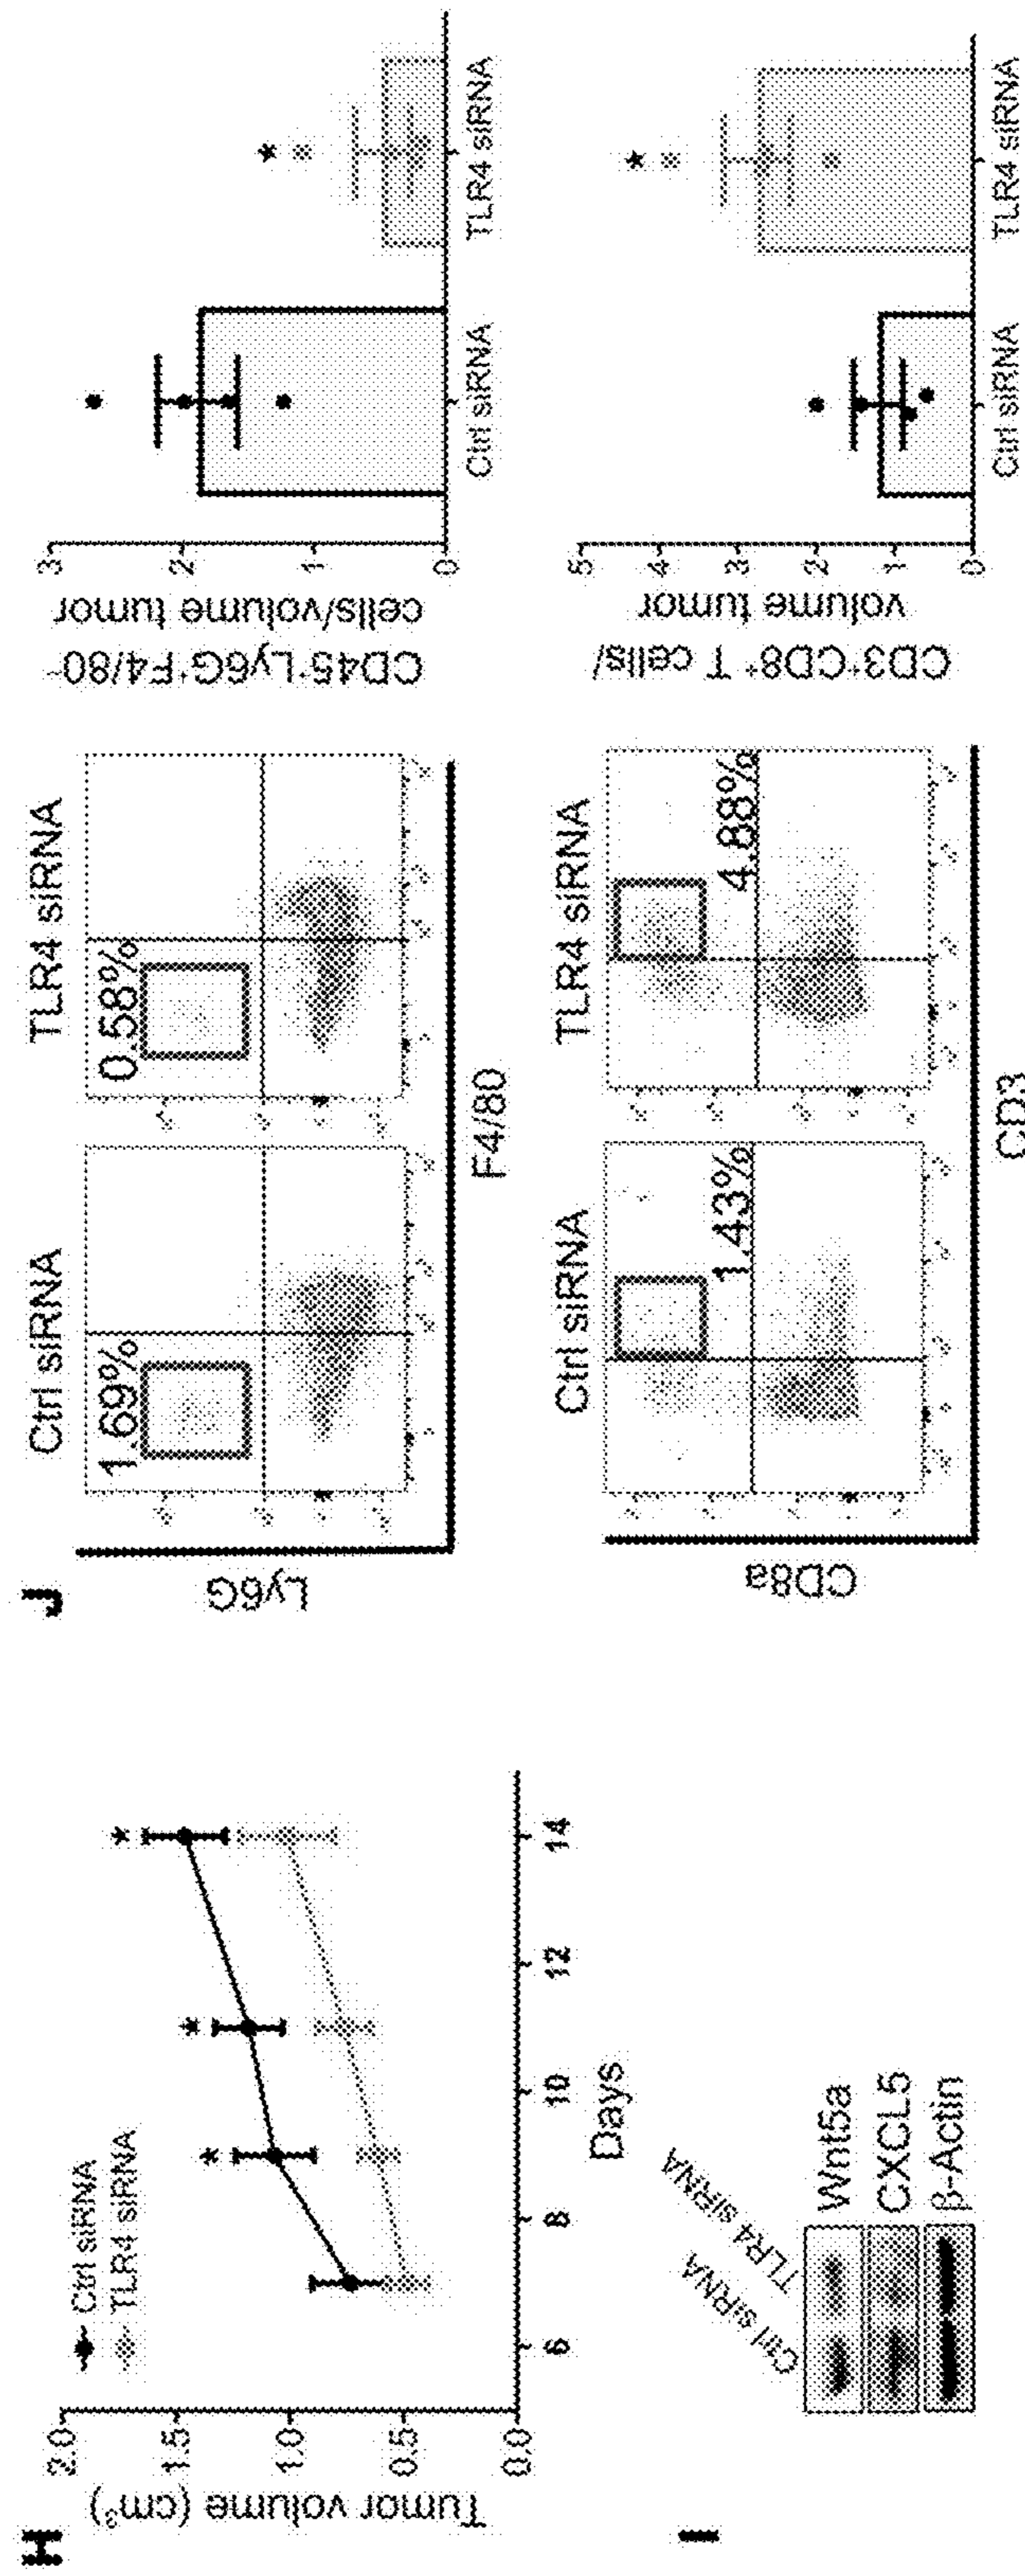 H
Tumor volume (cm³)
2.0
1.5
1.0
0.5
0.0
Ctrl siRNA
TLR4 siRNA
*
*
*
6
8
10
12
14
Days
I
Ctrl siRNA
TLR4 siRNA
Wnt5a
CXCL5
β-Actin
J
Ctrl siRNA
TLR4 siRNA
1.69%
0.58%
Ly6G
F4/80
CD45⁺Ly6G⁺F4/80⁻
cells/volume tumor
3
2
1
0
*
Ctrl siRNA
TLR4 siRNA
Ctrl siRNA
TLR4 siRNA
1.43%
4.88%
CD8a
CD3
CD3⁺CD8⁺ T cells/
volume tumor
5
4
3
2
1
0
*
Ctrl siRNA
TLR4 siRNA